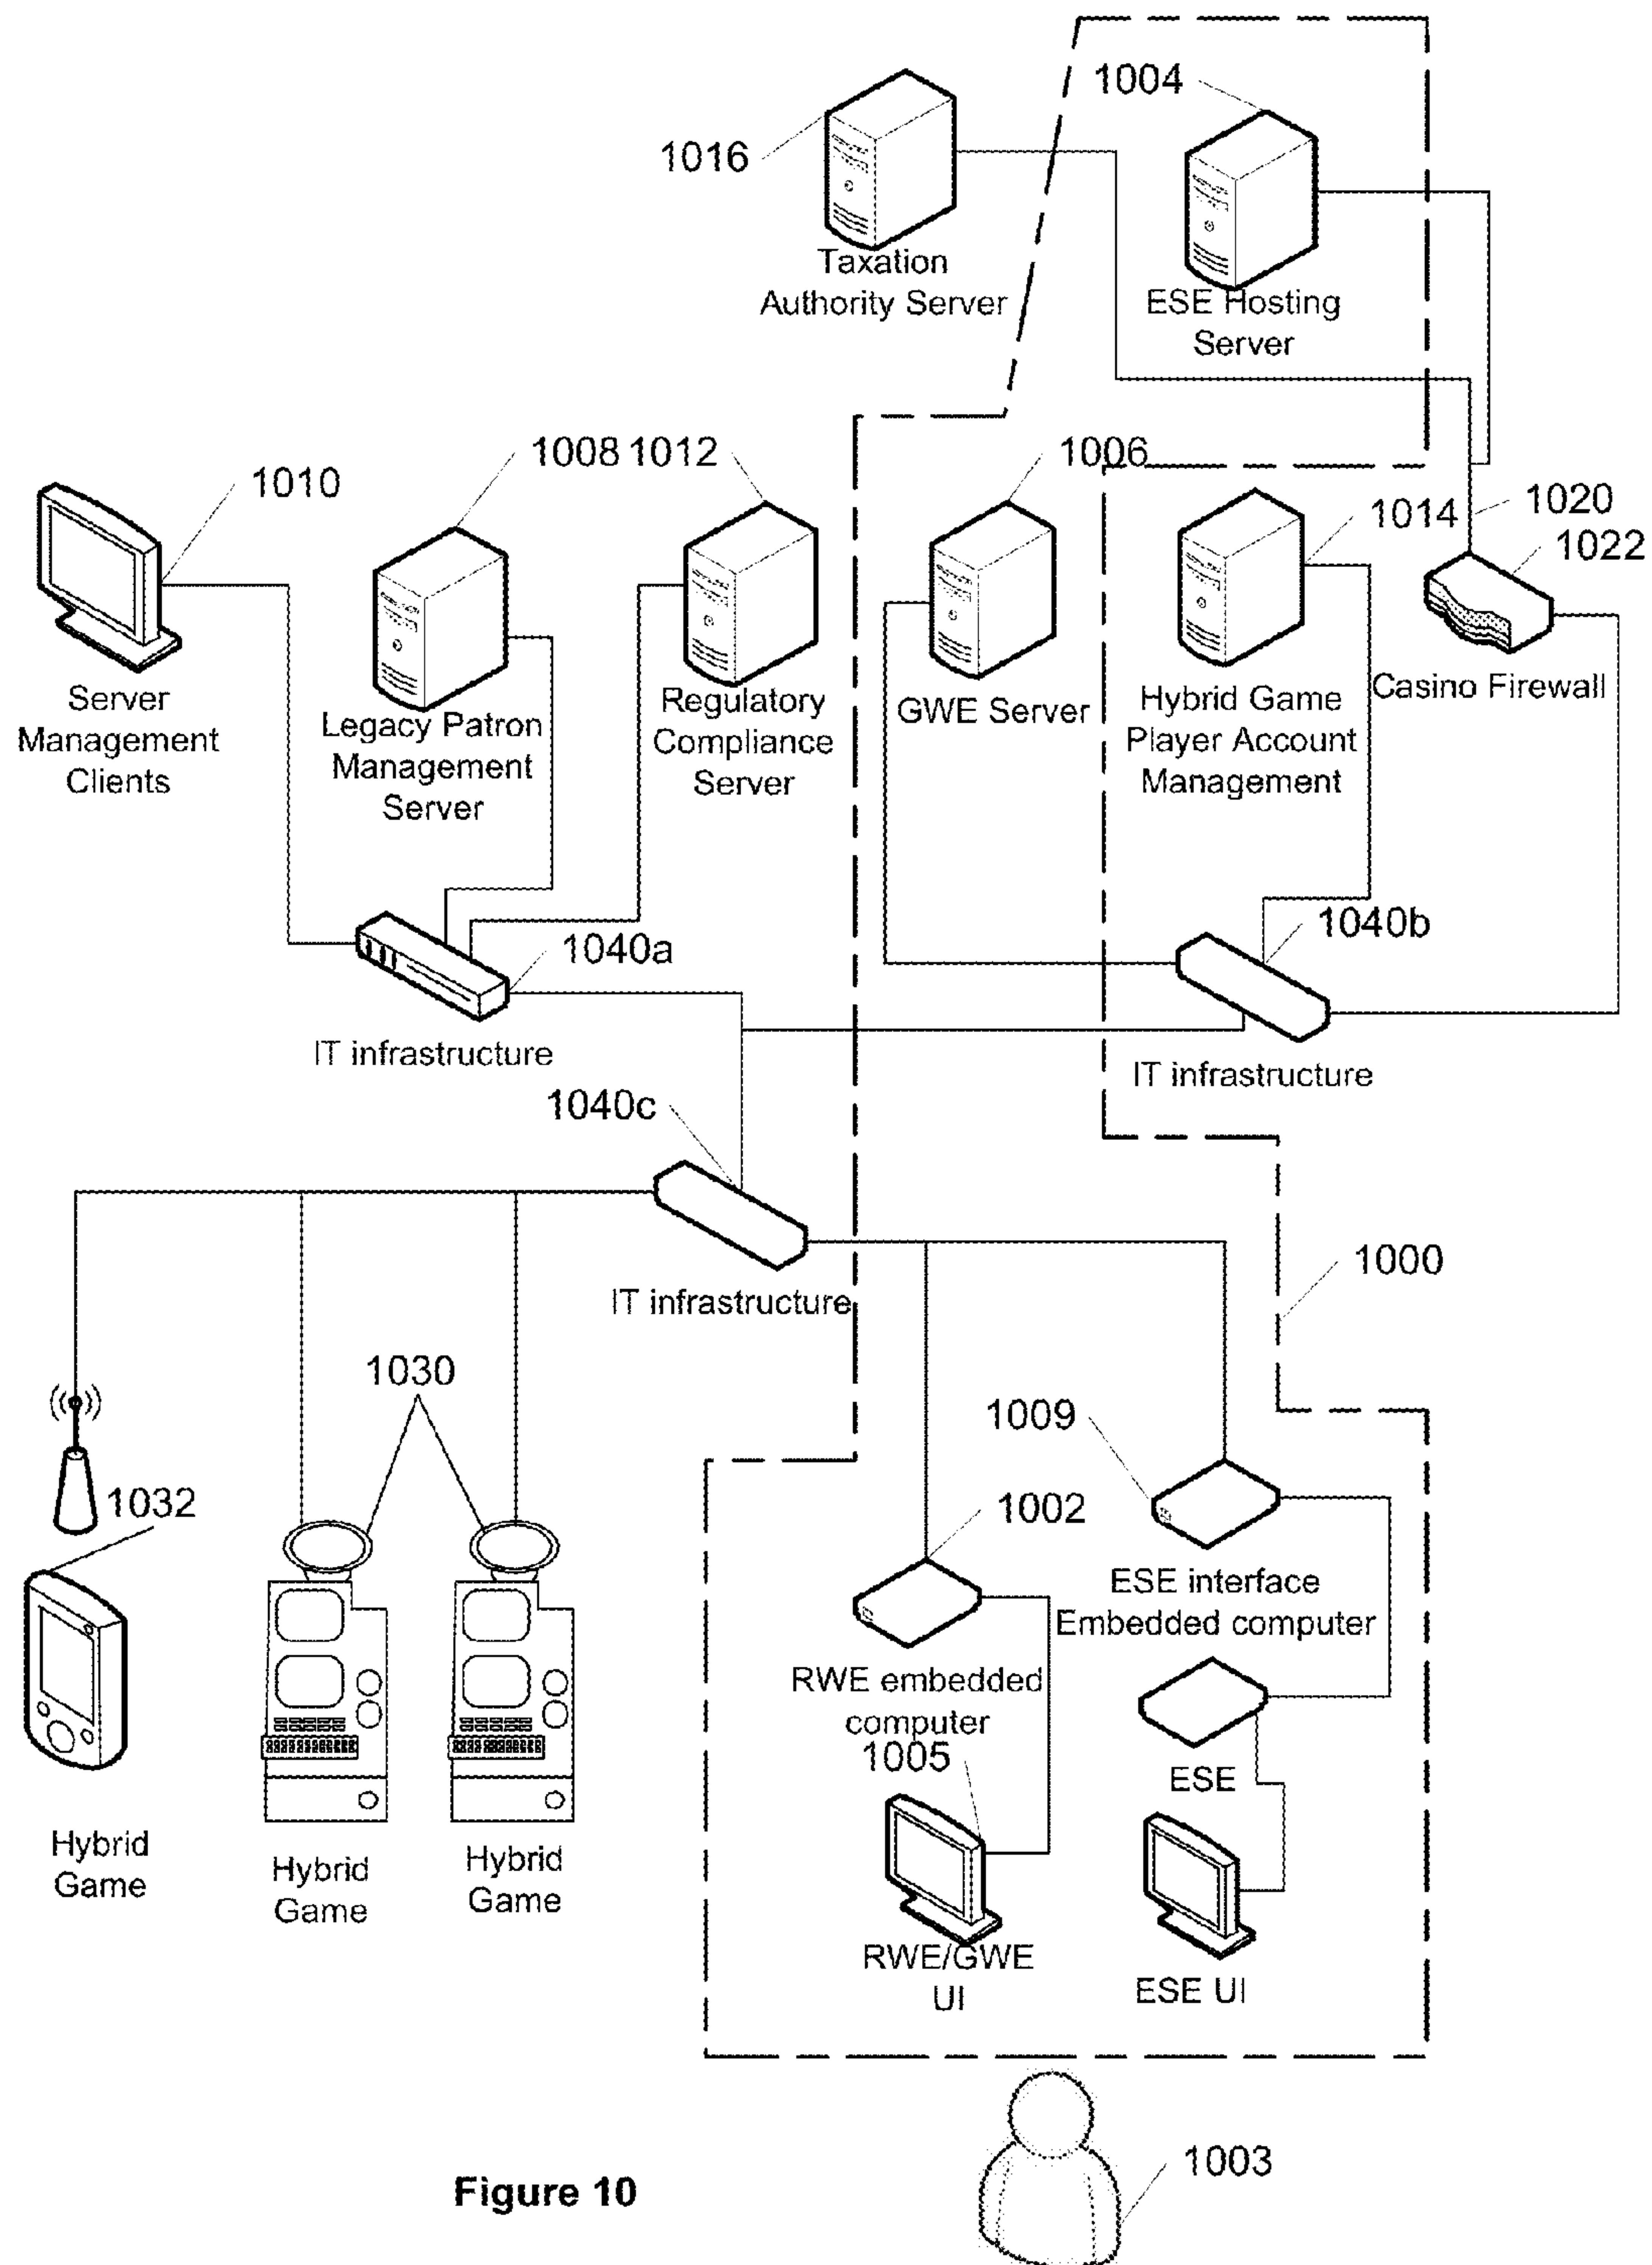 1004
1016
Taxation
Authority Server
ESE Hosting
Server
1010
1008
1012
1006
1014
1020
1022
Server
Management
Clients
Legacy Patron
Management
Server
Regulatory
Compliance
Server
GWE Server
Hybrid Game
Player Account
Management
Casino Firewall
1040a
1040b
IT infrastructure
IT infrastructure
1040c
IT infrastructure
1000
1030
1032
1009
1002
ESE interface
Embedded computer
RWE embedded
computer
1005
ESE
Hybrid
Game
Hybrid
Game
Hybrid
Game
RWE/GWE
UI
ESE UI
1003
Figure 10